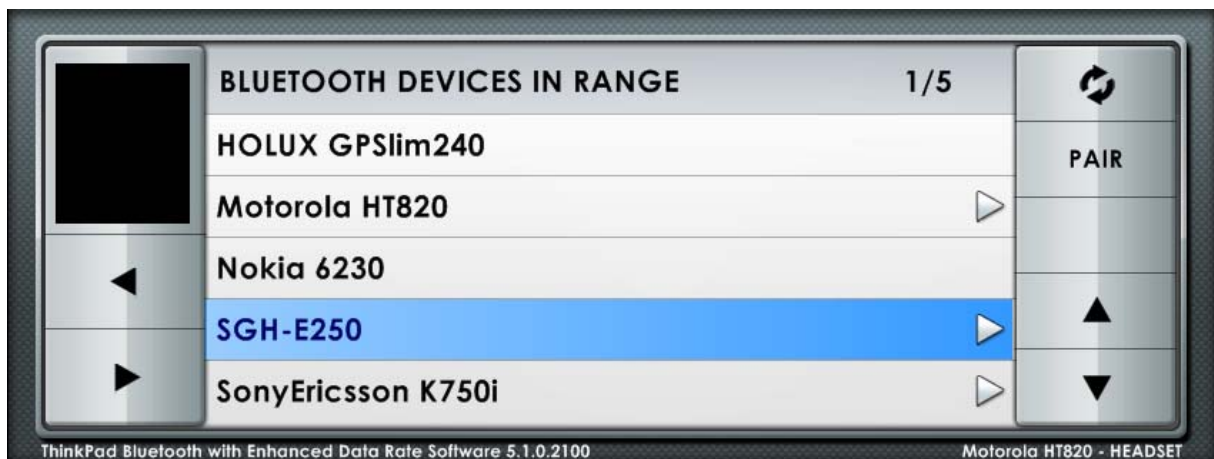 BLUETOOTH DEVICES IN RANGE 1/5
HOLUX GPSlim240
PAIR
Motorola HT820
Nokia 6230
SGH-E250
SonyEricsson K750i
ThinkPad Bluetooth with Enhanced Data Rate Software 5.1.0.2100
Motorola HT820 - HEADSET